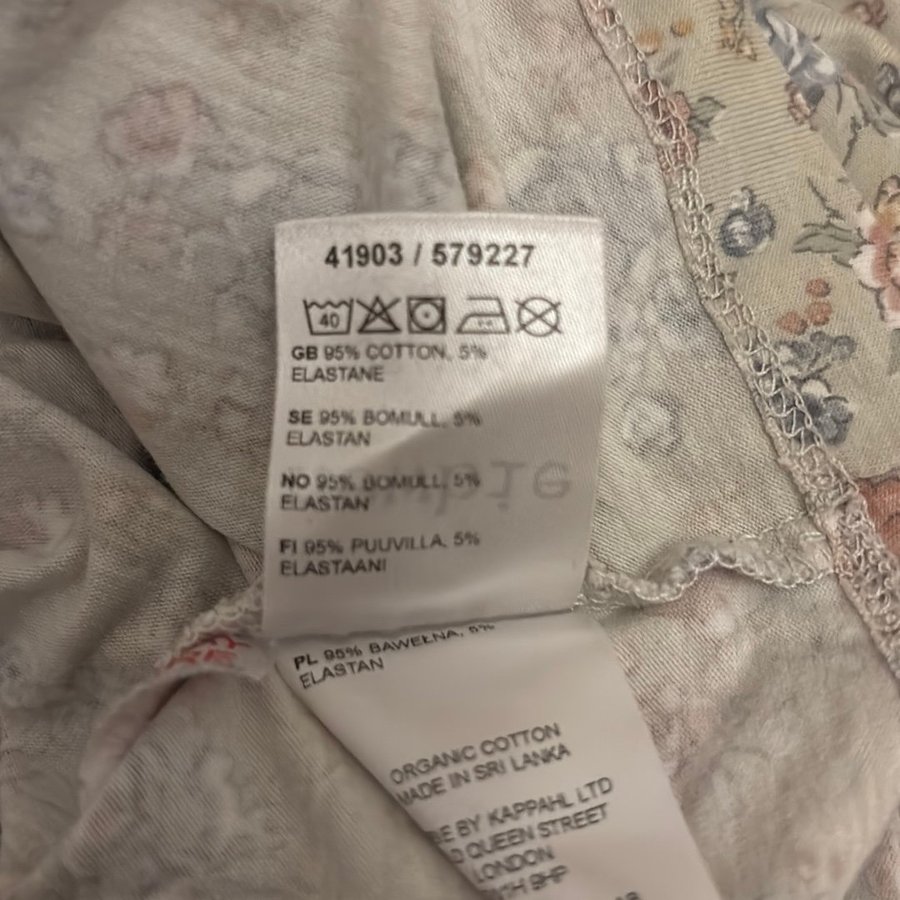 41903 / 579227
40
GB 95% COTTON, 5%
ELASTANE
SE 95% BOMULL, 5%
ELASTAN
NO 95% BOMULL, 5%
ELASTAN
FI 95% PUUVILLA, 5%
ELASTAANI
PL 95% BAWEŁNA, 5%
ELASTAN
ORGANIC COTTON
MADE IN SRI LANKA
BY KAPPAHL LTD
QUEEN STREET
LONDON
9HP